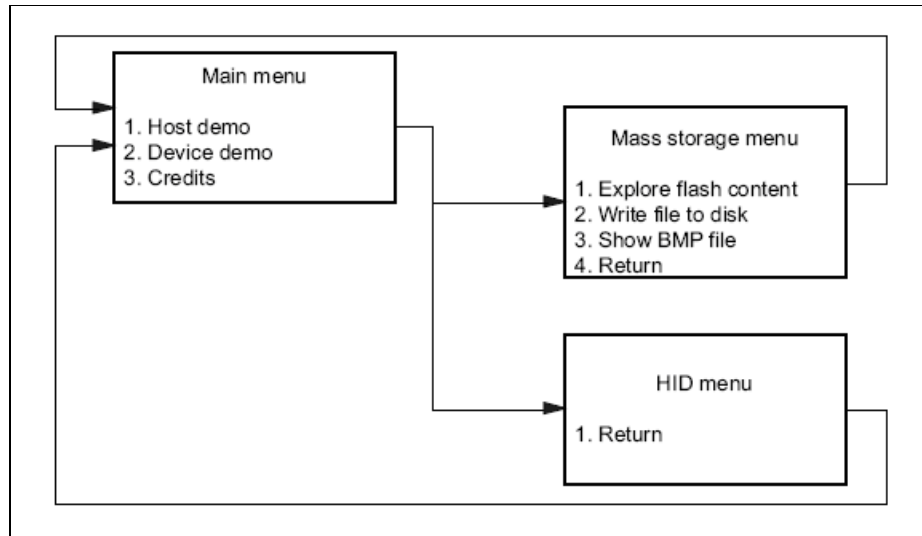 Main menu
1. Host demo
2. Device demo
3. Credits
Mass storage menu
1. Explore flash content
2. Write file to disk
3. Show BMP file
4. Return
HID menu
1. Return